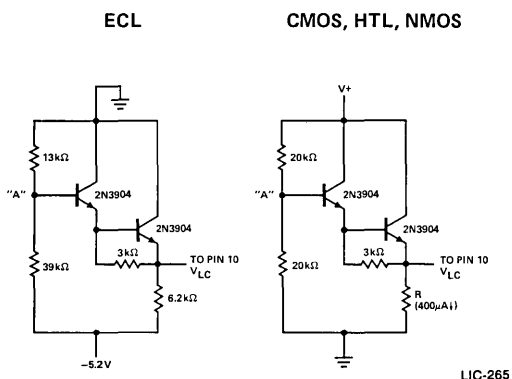 ECL
13kΩ
"A"
2N3904
2N3904
3kΩ
TO PIN 10
VLC
39kΩ
6.2kΩ
−5.2V
CMOS, HTL, NMOS
V+
20kΩ
"A"
2N3904
2N3904
3kΩ
TO PIN 10
VLC
20kΩ
R
(400μA↓)
LIC-265